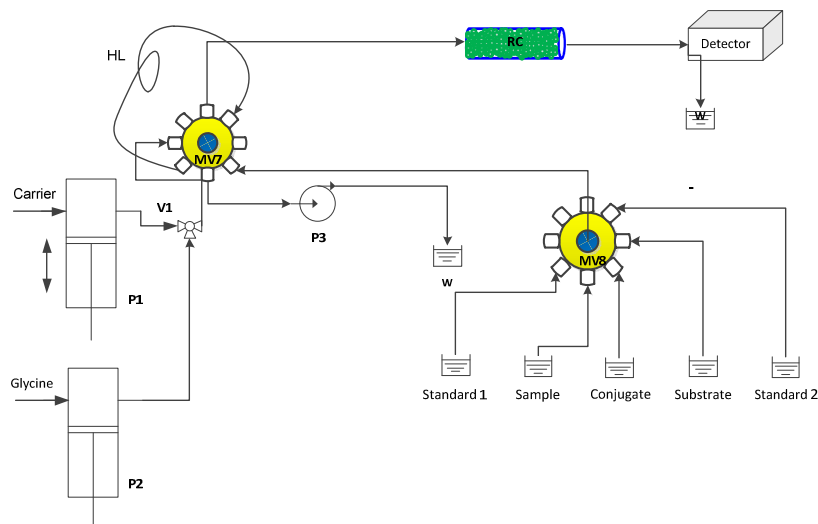 HL
RC
Detector
W
MV7
Carrier
V1
P3
-
MV8
P1
W
Glycine
P2
Standard 1
Sample
Conjugate
Substrate
Standard 2